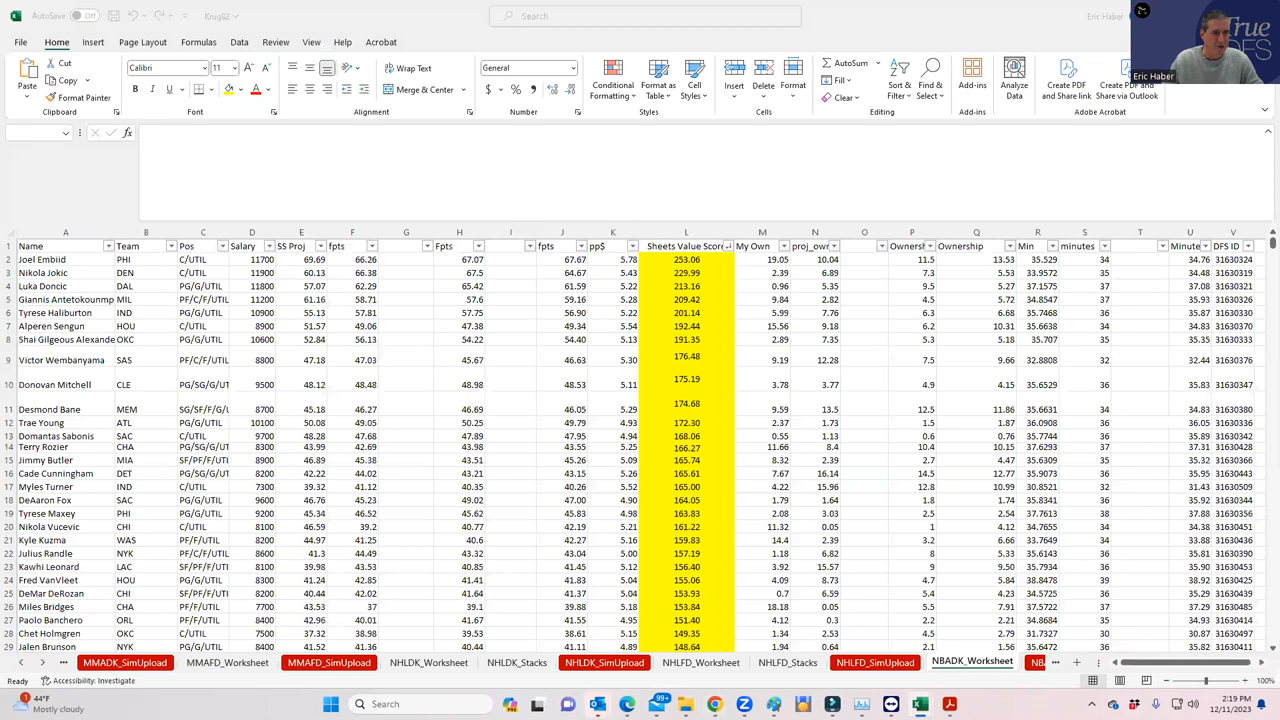 AutoSave Off Krug82 Search Eric Haber
File Home Insert Page Layout Formulas Data Review View Help Acrobat
Paste Cut Copy Format Painter Calibri 11 Wrap Text Merge & Center General Conditional Formatting Format as Table Cell Styles Insert Delete Format AutoSum Fill Clear Sort & Filter Find & Select Add-ins Analyze Data Create PDF and Share link Create PDF and Share via Outlook
Clipboard Font Alignment Number Styles Cells Editing Add-ins Adobe Acrobat
True
DFS
Eric Haber
A B C D E F G H I J K L M N O P Q R S T U V
1 Name Team Pos Salary SS Proj fpts Fpts fpts pp$ Sheets Value Score My Own proj_own Ownersh Ownership Min minutes Minute DFS ID
2 Joel Embiid PHI C/UTIL 11700 69.69 66.26 67.07 67.67 5.78 253.06 19.05 10.04 11.5 13.53 35.529 34 34.76 31630324
3 Nikola Jokic DEN C/UTIL 11900 60.13 66.38 67.5 64.67 5.43 229.99 2.39 6.89 7.3 5.53 33.9572 35 34.48 31630319
4 Luka Doncic DAL PG/G/UTIL 11800 57.07 62.29 65.42 61.59 5.22 213.16 0.96 5.35 9.5 5.27 37.1575 37 37.08 31630321
5 Giannis Antetokounmp MIL PF/C/F/UTIL 11200 61.16 58.71 57.6 59.16 5.28 209.42 9.84 2.82 4.5 5.72 34.8547 35 35.93 31630326
6 Tyrese Haliburton IND PG/G/UTIL 10900 55.13 57.81 57.75 56.90 5.22 201.14 5.99 7.76 6.3 6.68 35.7468 36 35.87 31630330
7 Alperen Sengun HOU C/UTIL 8900 51.57 49.06 47.38 49.34 5.54 192.44 15.56 9.18 6.2 10.31 35.6638 34 34.83 31630370
8 Shai Gilgeous Alexande OKC PG/G/UTIL 10600 52.84 56.13 54.22 54.40 5.13 191.35 2.89 7.35 5.3 5.18 35.707 35 35.35 31630333
9 Victor Wembanyama SAS PF/C/F/UTIL 8800 47.18 47.03 45.67 46.63 5.30 176.48 9.19 12.28 7.5 9.66 32.8808 32 32.44 31630376
10 Donovan Mitchell CLE PG/SG/G/UT 9500 48.12 48.48 48.98 48.53 5.11 175.19 3.78 3.77 4.9 4.15 35.6529 36 35.83 31630347
11 Desmond Bane MEM SG/SF/F/G/ 8700 45.18 46.27 46.69 46.05 5.29 174.68 9.59 13.5 12.5 11.86 35.6631 34 34.83 31630380
12 Trae Young ATL PG/G/UTIL 10100 50.08 49.05 50.25 49.79 4.93 172.30 2.37 1.73 1.5 1.87 36.0908 35 36.05 31630336
13 Domantas Sabonis SAC C/UTIL 9700 48.28 47.68 47.89 47.95 4.94 168.06 0.55 1.13 0.6 0.76 35.7744 36 35.89 31630342
14 Terry Rozier CHA PG/SG/G/UT 8300 43.99 42.69 43.98 43.55 5.25 166.27 11.66 8.4 10.4 10.15 37.6293 37 37.31 31630428
15 Jimmy Butler MIA SF/PF/F/UTIL 8900 46.89 45.38 43.51 45.26 5.09 165.74 8.32 2.39 2.7 4.47 35.6109 35 35.20 31630366
16 Cade Cunningham DET PG/SG/G/UT 8200 42.22 44.02 43.21 43.15 5.26 165.61 7.67 16.14 14.5 12.77 35.9073 35 35.30 31630443
17 Myles Turner IND C/UTIL 7300 39.32 41.12 40.35 40.26 5.52 165.00 4.22 15.96 12.8 10.99 30.8521 32 31.43 31630509
18 DeAaron Fox SAC PG/G/UTIL 9600 46.76 45.23 49.02 47.00 4.90 164.05 1.79 1.64 1.8 1.74 35.8341 36 35.92 31630344
19 Tyrese Maxey PHI PG/G/UTIL 9500 45.34 46.52 45.62 45.83 4.90 163.83 2.08 3.03 2.5 2.54 37.7613 38 37.88 31630356
20 Nikola Vucevic CHI C/UTIL 8100 46.59 39.2 40.77 42.19 5.21 161.22 11.32 0.05 1 4.12 34.7655 34 34.38 31630451
21 Kyle Kuzma WAS PF/F/UTIL 8200 44.97 41.25 40.6 42.27 5.16 159.83 14.4 2.39 3.2 6.66 33.7649 34 33.88 31630436
22 Julius Randle NYK PF/C/F/UTIL 8600 41.3 44.49 43.32 43.04 5.00 157.19 1.18 6.82 8 5.33 35.6143 36 35.81 31630390
23 Kawhi Leonard LAC SF/PF/F/UTIL 8100 39.98 43.53 40.85 41.45 5.12 156.40 3.92 15.57 9 9.50 35.9060 36 35.95 31630453
24 Fred VanVleet HOU PG/G/UTIL 8300 41.24 42.85 41.41 41.83 5.04 155.06 4.09 8.73 4.7 5.84 38.8478 39 38.92 31630425
25 DeMar DeRozan CHI SF/PF/F/UTIL 8200 40.44 42.02 41.64 41.37 5.04 153.93 0.7 6.59 5.4 4.23 35.5729 35 35.29 31630439
26 Miles Bridges CHA PF/F/UTIL 7700 43.53 37 39.1 39.88 5.18 153.84 18.18 0.05 5.5 7.91 37.5722 37 37.29 31630485
27 Paolo Banchero ORL PF/F/UTIL 8400 42.96 40.01 41.67 41.55 4.95 151.40 4.12 0.3 2.2 2.21 34.8685 34 34.93 31630414
28 Chet Holmgren OKC C/UTIL 7500 37.32 38.98 39.53 38.61 5.15 149.35 1.34 2.53 4.5 2.79 31.7327 30 30.87 31630497
29 Jalen Brunson NYK PG/G/UTIL 8400 41.52 41.36 41.11 4.89 148.64 1.94 0.64
MMADK_SimUpload MMAFD_Worksheet MMAFD_SimUpload NHLDK_Worksheet NHLDK_Stacks NHLDK_SimUpload NHLFD_Worksheet NHLFD_Stacks NHLFD_SimUpload NBADK_Worksheet
Ready Accessibility: Investigate 100%
44°F
Mostly cloudy
Search
99+
2:19 PM
12/11/2023